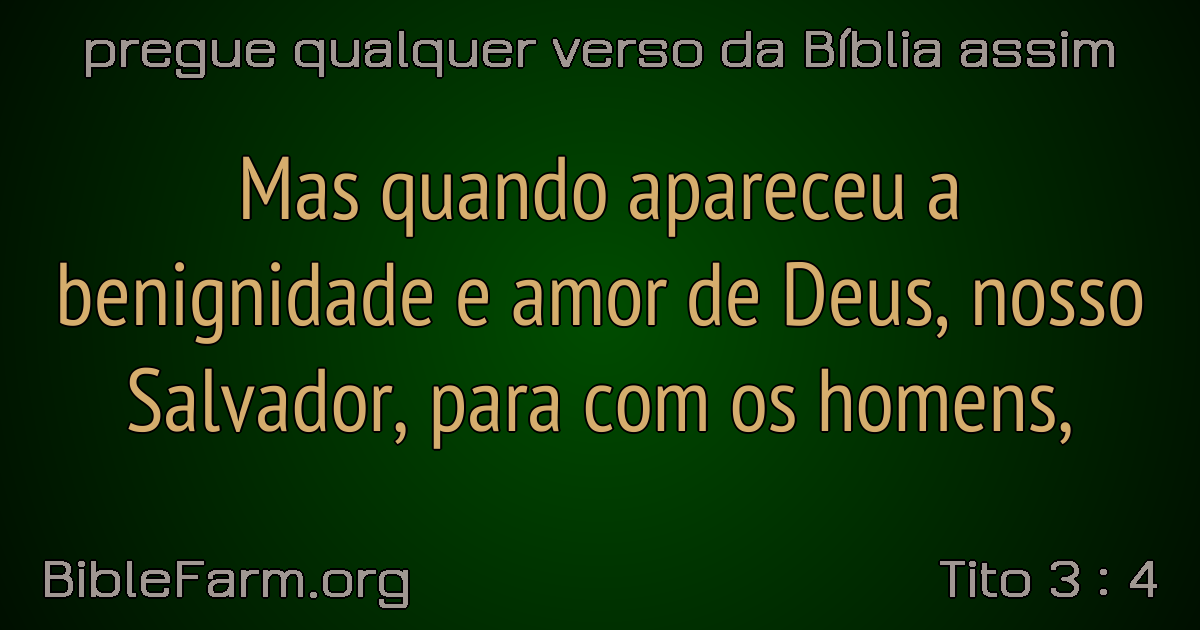 pregue qualquer verso da Bíblia assim
Mas quando apareceu a
benignidade e amor de Deus, nosso
Salvador, para com os homens,
BibleFarm.org
Tito 3 : 4